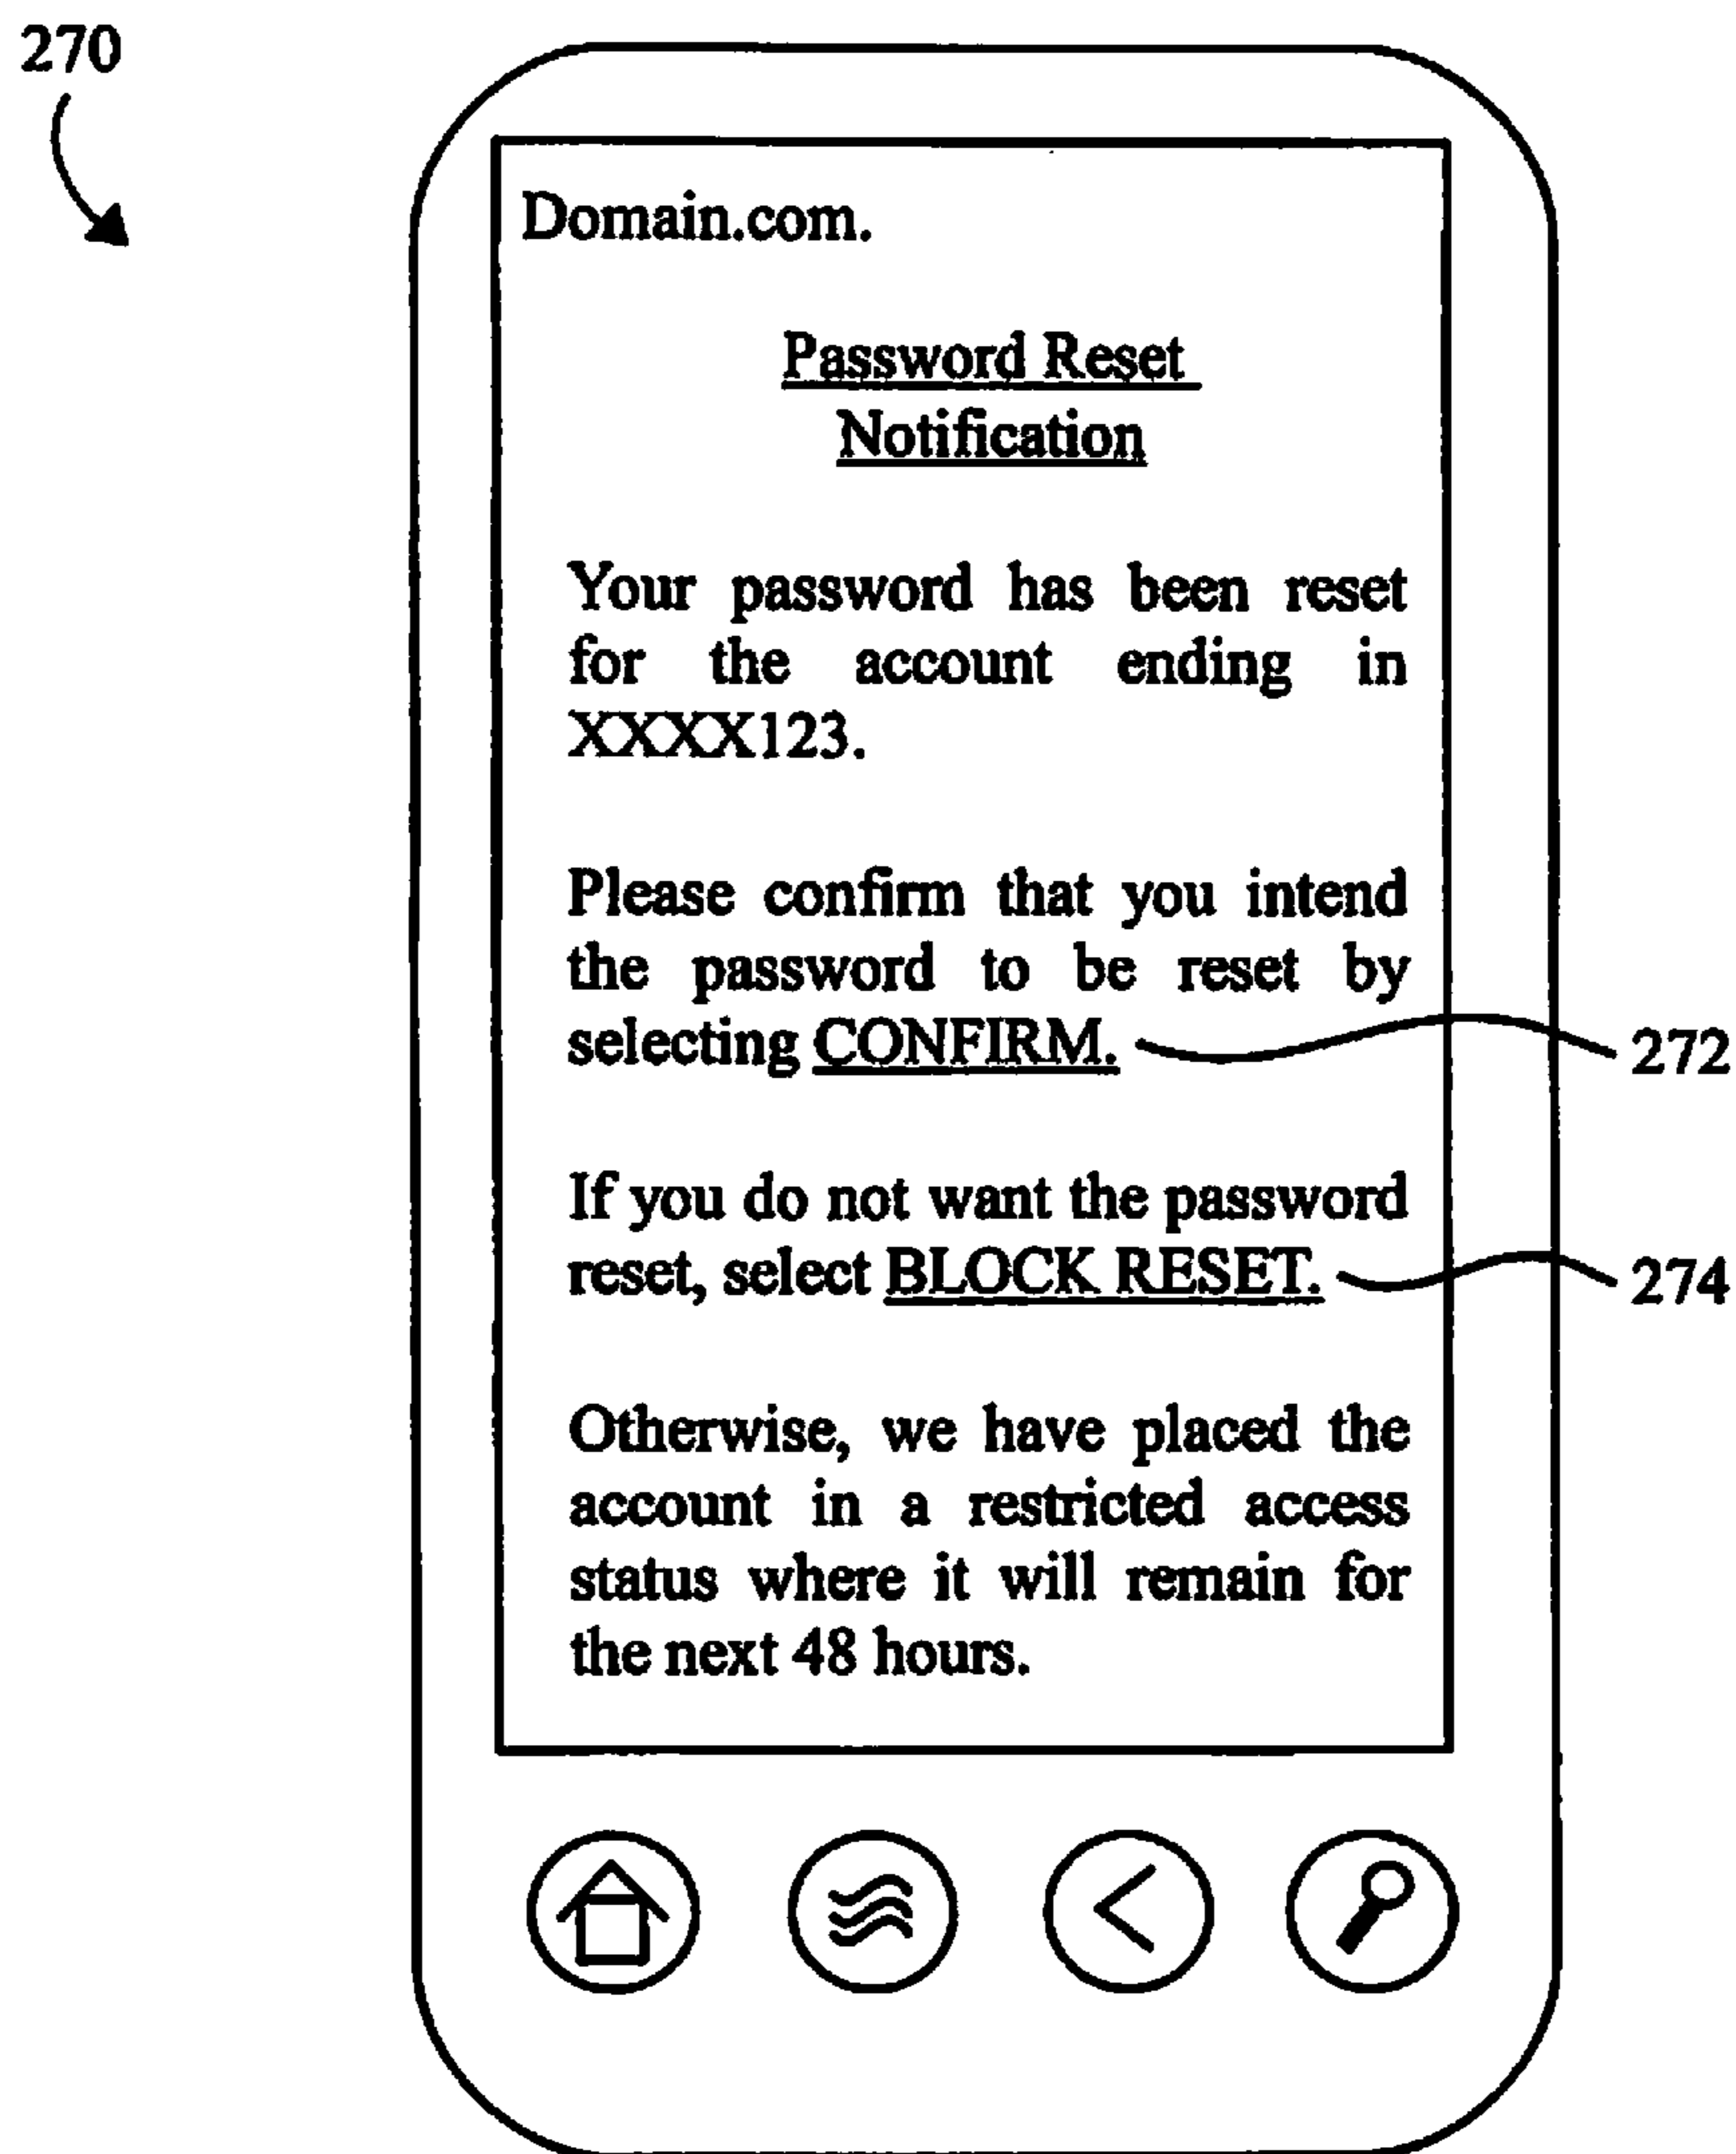 270
Domain.com.
Password Reset
Notification
Your password has been reset
for the account ending in
XXXXX123.
Please confirm that you intend
the password to be reset by
selecting CONFIRM.
272
If you do not want the password
reset, select BLOCK RESET.
274
Otherwise, we have placed the
account in a restricted access
status where it will remain for
the next 48 hours.